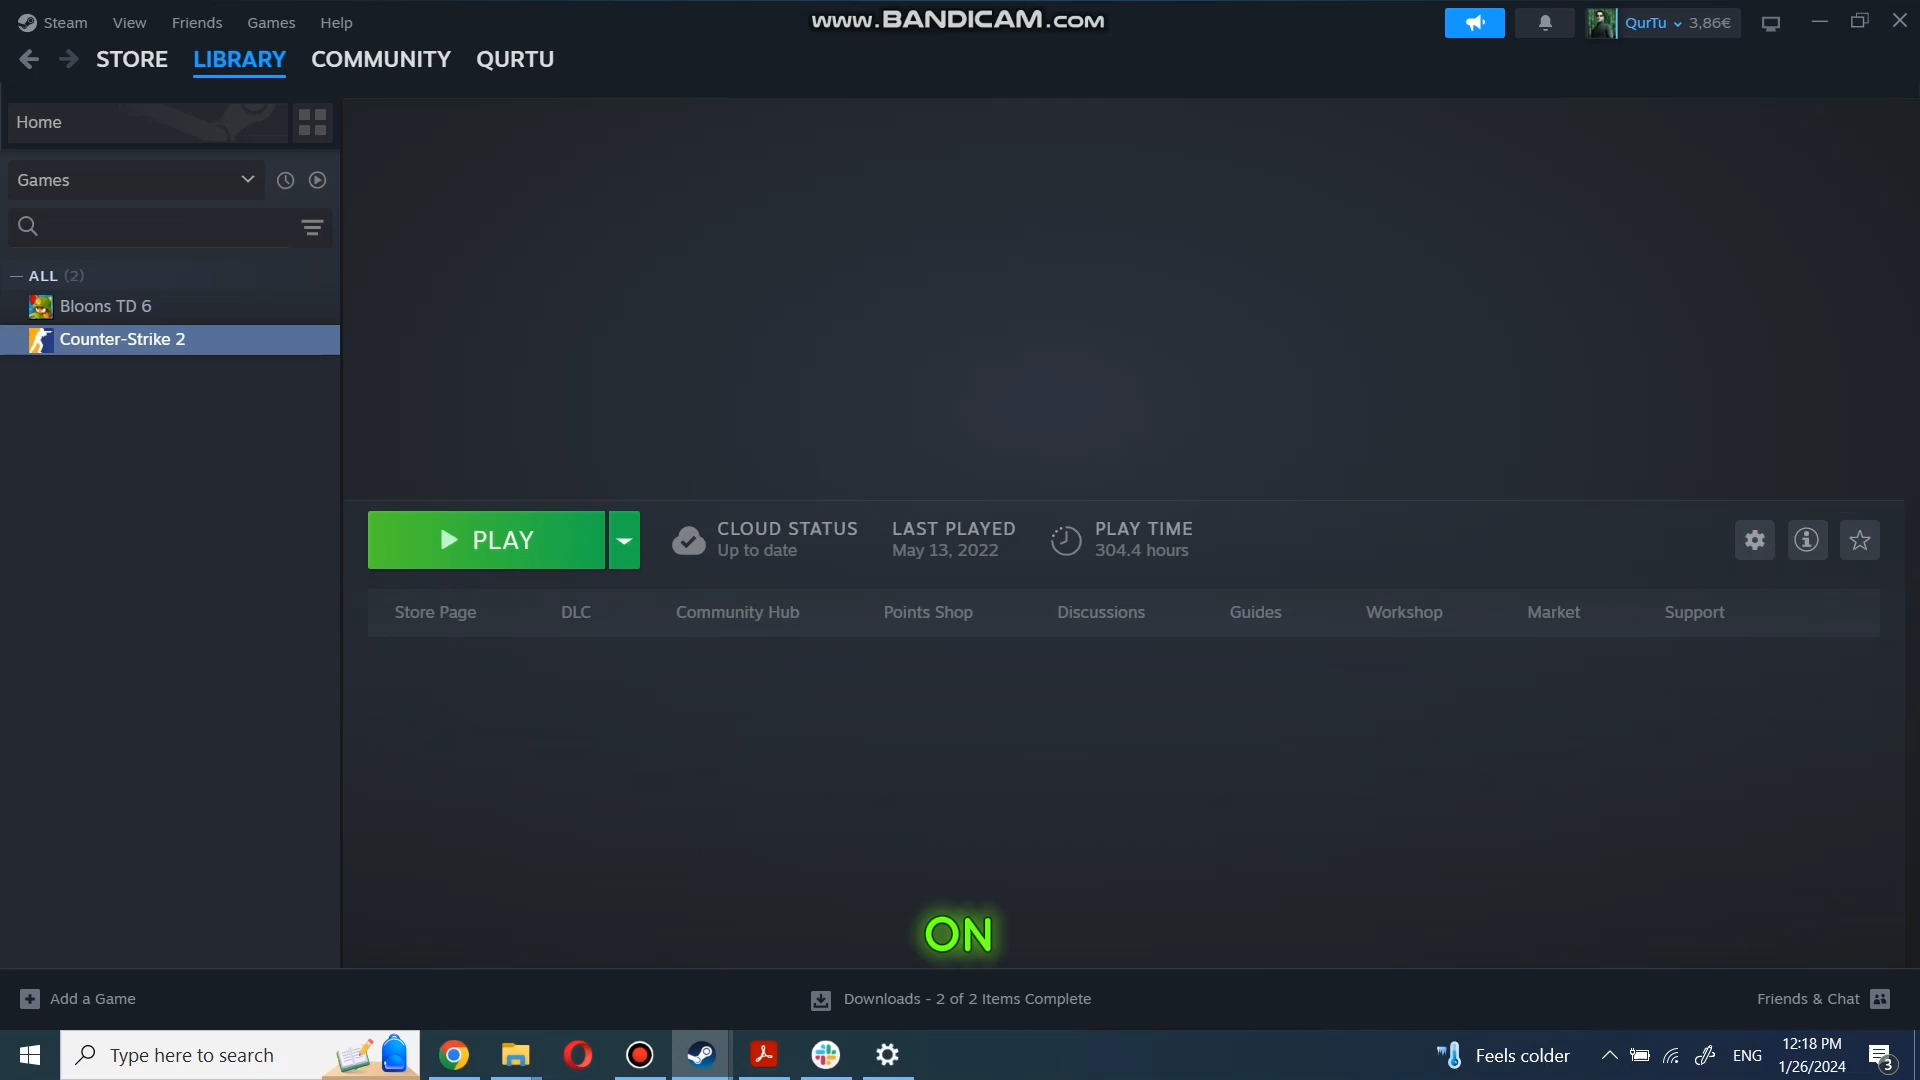 Steam View Friends Games Help
www.BANDICAM.com
QurTu 3,86€
STORE LIBRARY COMMUNITY QURTU
Home
Games
ALL (2)
Bloons TD 6
Counter-Strike 2
PLAY
CLOUD STATUS
Up to date
LAST PLAYED
May 13, 2022
PLAY TIME
304.4 hours
Store Page DLC Community Hub Points Shop Discussions Guides Workshop Market Support
ON
Add a Game
Downloads - 2 of 2 Items Complete
Friends & Chat
Type here to search
Feels colder
ENG
12:18 PM
1/26/2024
3